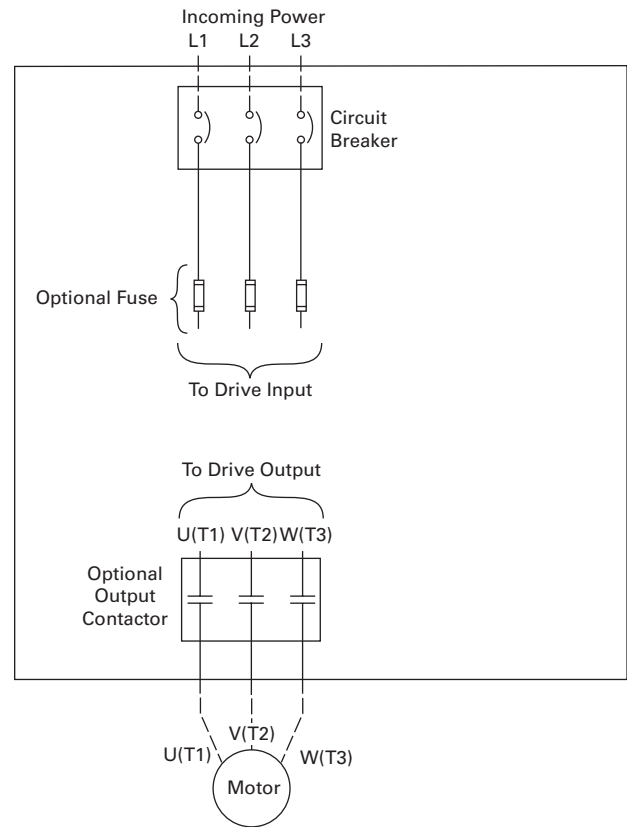 Incoming Power
L1 L2 L3
Circuit
Breaker
Optional Fuse
To Drive Input
To Drive Output
U(T1) V(T2) W(T3)
Optional
Output
Contactor
V(T2)
U(T1) W(T3)
Motor